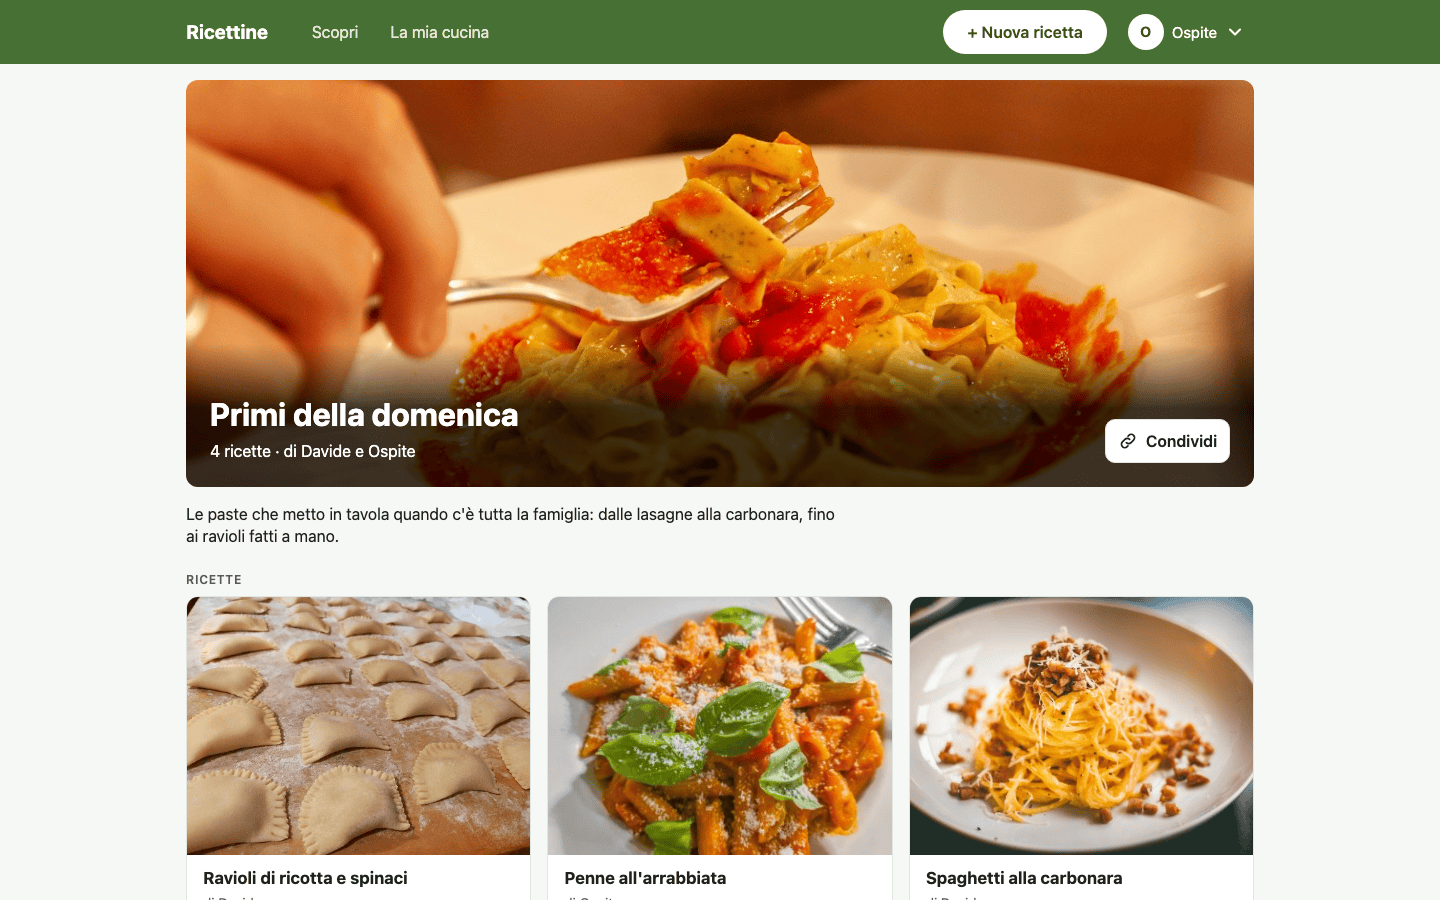 Ricettine
Scopri
La mia cucina
+ Nuova ricetta
O
Ospite
Primi della domenica
4 ricette · di Davide e Ospite
Condividi
Le paste che metto in tavola quando c'è tutta la famiglia: dalle lasagne alla carbonara, fino
ai ravioli fatti a mano.
RICETTE
Ravioli di ricotta e spinaci
Penne all'arrabbiata
Spaghetti alla carbonara